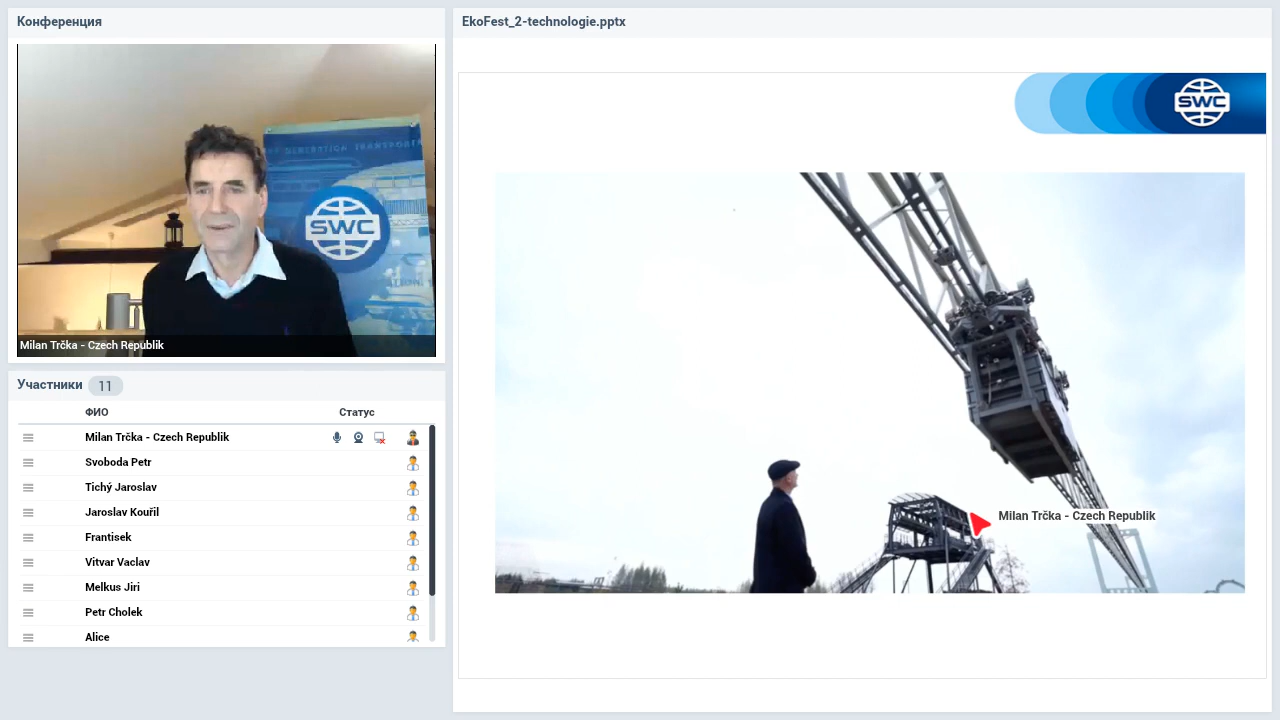 Конференция
SWC
Milan Trčka - Czech Republik
Участники 11
ФИО Статус
Milan Trčka - Czech Republik
Svoboda Petr
Tichý Jaroslav
Jaroslav Kouřil
Frantisek
Vitvar Vaclav
Melkus Jiri
Petr Cholek
Alice
EkoFest_2-technologie.pptx
SWC
Milan Trčka - Czech Republik